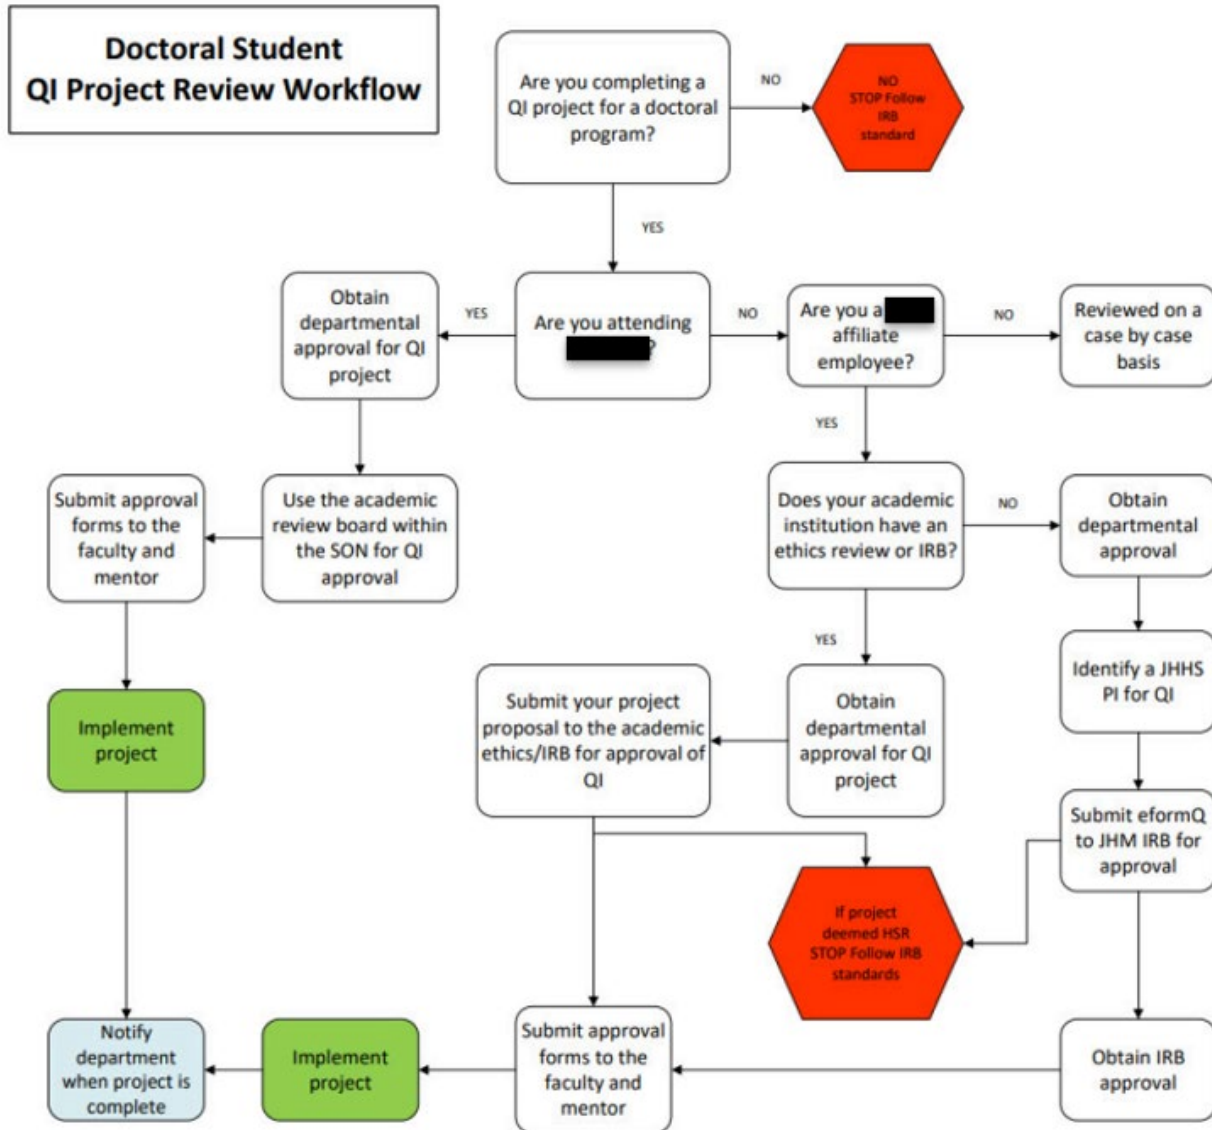 Doctoral Student
QI Project Review Workflow
Are you completing a
QI project for a doctoral
program?
NO
NO
STOP Follow
IRB
standard
YES
Obtain
departmental
approval for QI
project
YES
Are you attending
?
NO
Are you a
affiliate
employee?
NO
Reviewed on a
case by case
basis
YES
Submit approval
forms to the
faculty and
mentor
Use the academic
review board within
the SON for QI
approval
Does your academic
institution have an
ethics review or IRB?
NO
Obtain
departmental
approval
YES
Identify a JHHS
PI for QI
Implement
project
Submit your project
proposal to the academic
ethics/IRB for approval of
QI
Obtain
departmental
approval for QI
project
Submit eformQ
to JHM IRB for
approval
If project
deemed HSR
STOP Follow IRB
standards
Notify
department
when project is
complete
Implement
project
Submit approval
forms to the
faculty and
mentor
Obtain IRB
approval